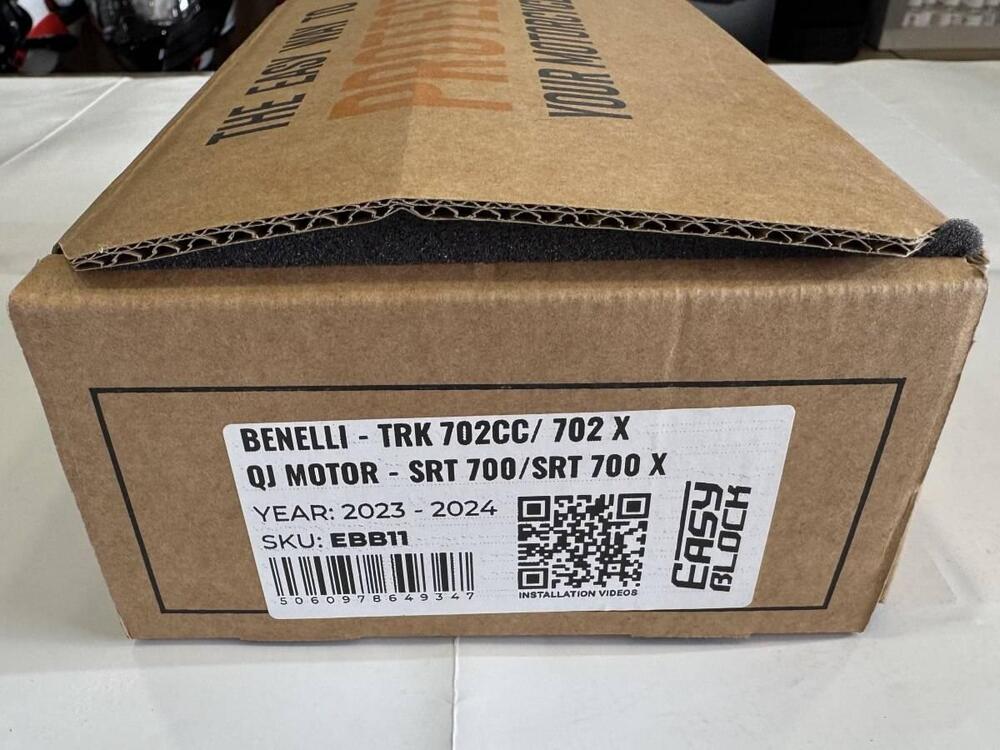 THE EASY WAY TO
YOUR
BENELLI - TRK 702CC/ 702 X
QJ MOTOR - SRT 700/SRT 700 X
YEAR: 2023 - 2024
SKU: EBB11
5060978649347
INSTALLATION VIDEOS
EASY
BLOCK